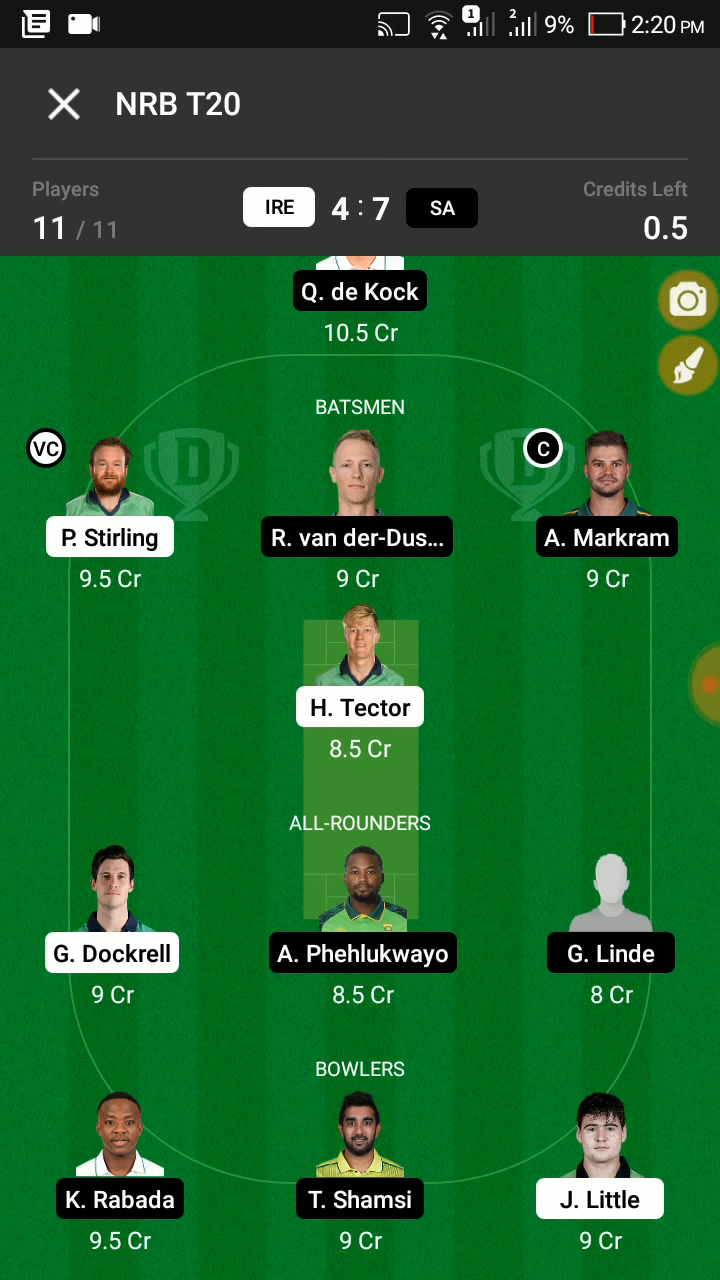 1 2 9% 2:20 PM
NRB T20
Players Credits Left
11 / 11 IRE 4 : 7 SA 0.5
Q. de Kock
10.5 Cr
BATSMEN
VC C
D D
P. Stirling R. van der-Dus... A. Markram
9.5 Cr 9 Cr 9 Cr
H. Tector
8.5 Cr
ALL-ROUNDERS
G. Dockrell A. Phehlukwayo G. Linde
9 Cr 8.5 Cr 8 Cr
BOWLERS
K. Rabada T. Shamsi J. Little
9.5 Cr 9 Cr 9 Cr